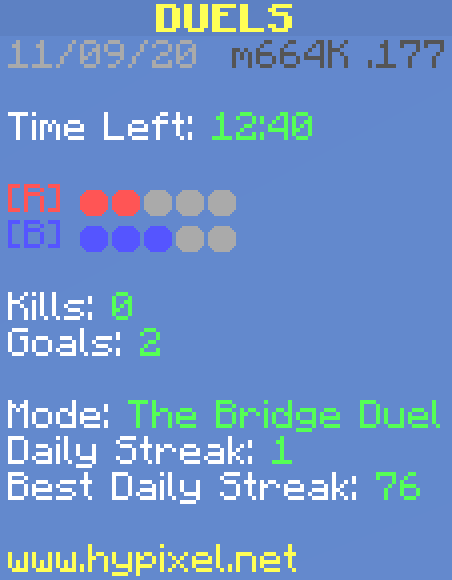 DUELS
11/09/20 m664K .177
Time Left: 12:40
[R]
[B]
Kills: 0
Goals: 2
Mode: The Bridge Duel
Daily Streak: 1
Best Daily Streak: 76
www.hypixel.net